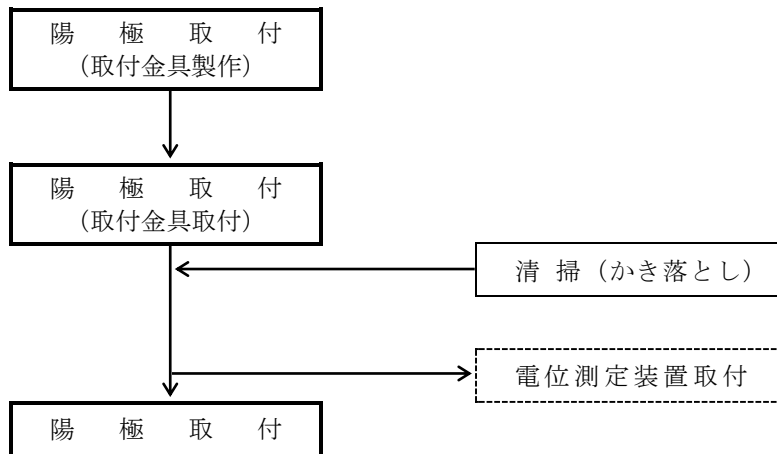 陽極取付
（取付金具製作）
陽極取付
（取付金具取付）
清掃（かき落とし）
電位測定装置取付
陽極取付